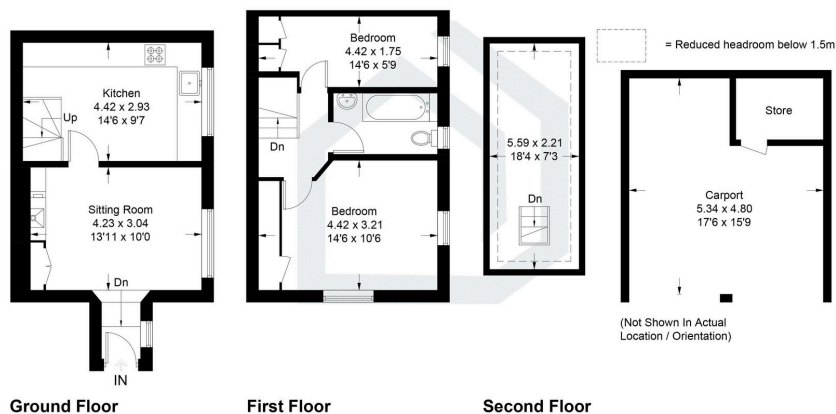 Kitchen
4.42 x 2.93
14'6 x 9'7
Up
Sitting Room
4.23 x 3.04
13'11 x 10'0
Dn
IN
Ground Floor
Bedroom
4.42 x 1.75
14'6 x 5'9
Dn
Bedroom
4.42 x 3.21
14'6 x 10'6
First Floor
5.59 x 2.21
18'4 x 7'3
Dn
Second Floor
= Reduced headroom below 1.5m
Store
Carport
5.34 x 4.80
17'6 x 15'9
(Not Shown In Actual
Location / Orientation)